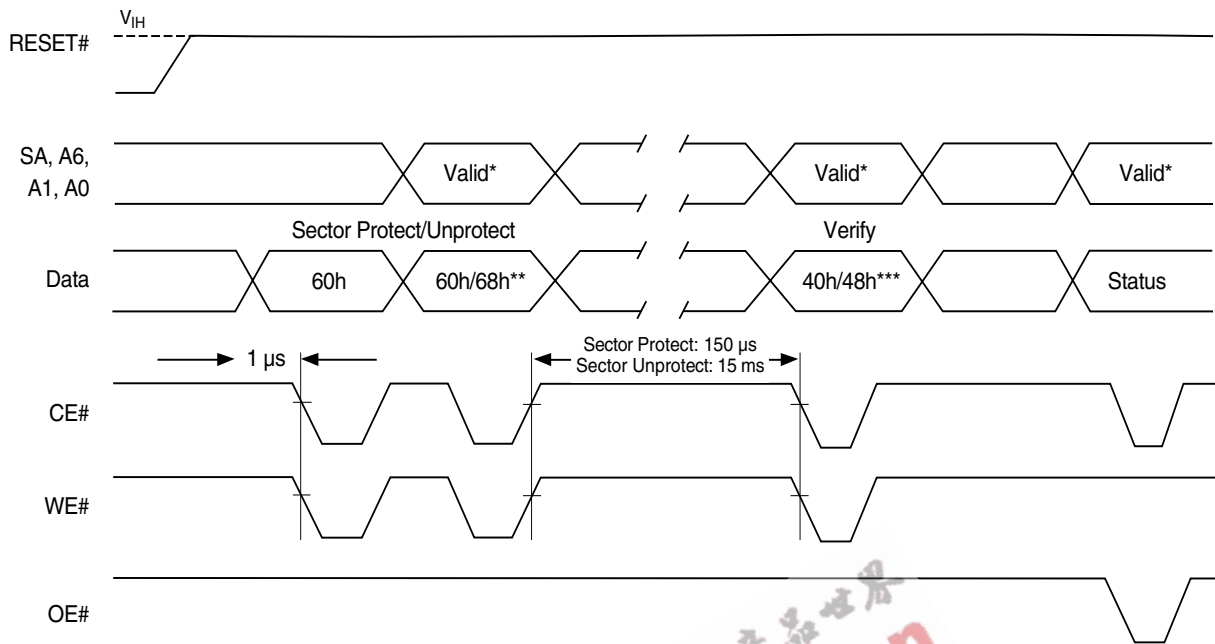 V_IH
RESET#
SA, A6,
A1, A0
Valid*
Valid*
Valid*
Sector Protect/Unprotect
Verify
Data
60h
60h/68h**
40h/48h***
Status
1 µs
Sector Protect: 150 µs
Sector Unprotect: 15 ms
CE#
WE#
OE#